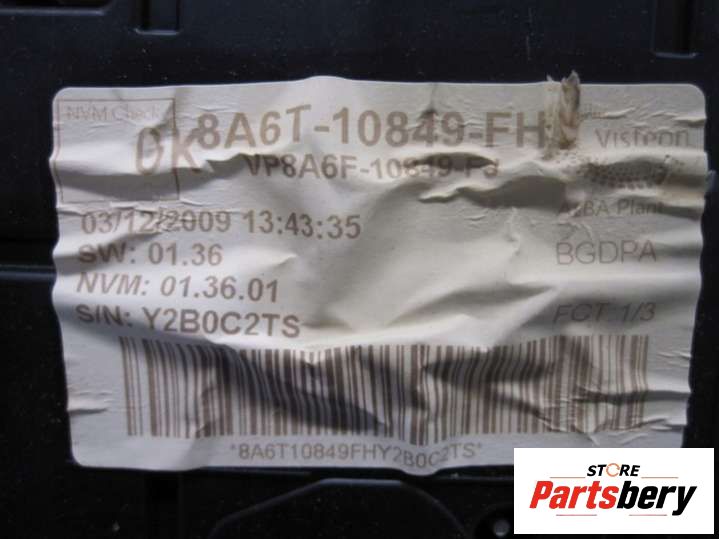 NVM Check
OK
8A6T-10849-FH
VP8A6F-10849-FJ
Visteon
03/12/2009 13:43:35
Plant
SW: 01.36
BGDPA
NVM: 01.36.01
S/N: Y2B0C2TS
FCT: 1/3
*8A6T10849FHY2B0C2TS*
STORE
Partsbery